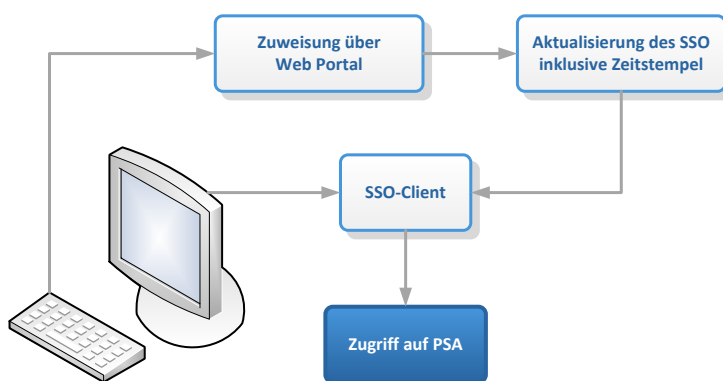 Zuweisung über
Web Portal
Aktualisierung des SSO
inklusive Zeitstempel
SSO-Client
Zugriff auf PSA